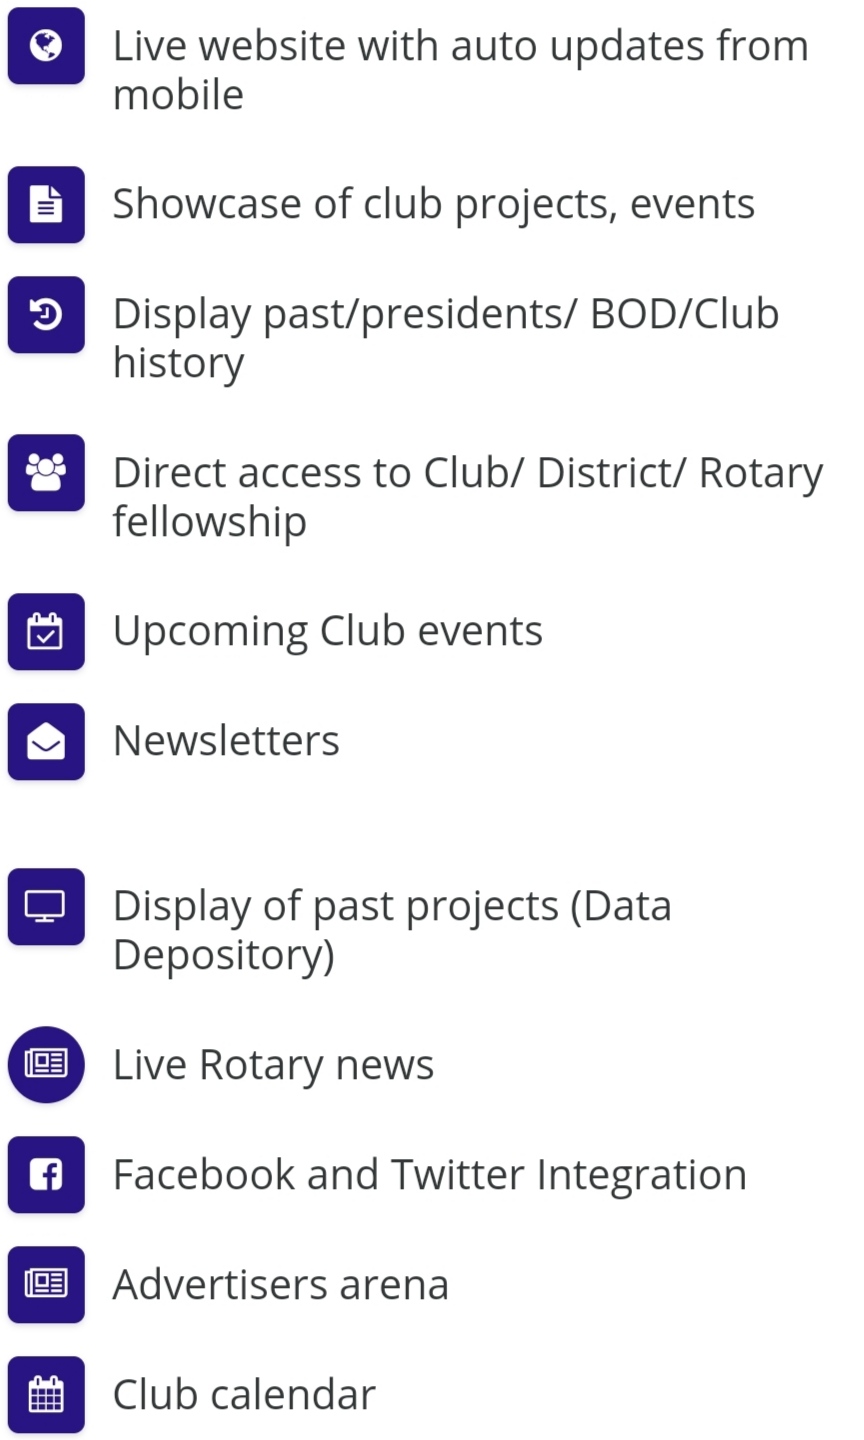 Live website with auto updates from
mobile
Showcase of club projects, events
Display past/presidents/ BOD/Club
history
Direct access to Club/ District/ Rotary
fellowship
Upcoming Club events
Newsletters
Display of past projects (Data
Depository)
Live Rotary news
Facebook and Twitter Integration
Advertisers arena
Club calendar